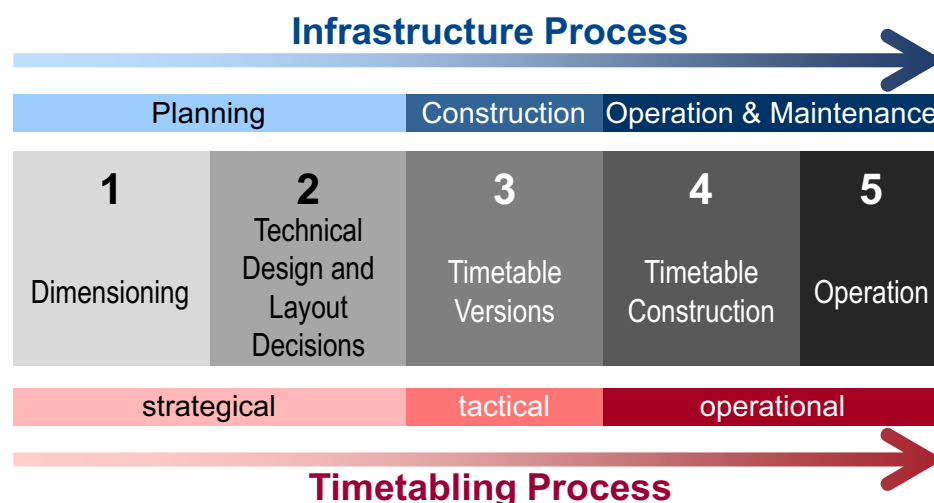 Infrastructure Process
Planning
Construction
Operation & Maintenance
1
Dimensioning
2
Technical
Design and
Layout
Decisions
3
Timetable
Versions
4
Timetable
Construction
5
Operation
strategical
tactical
operational
Timetabling Process